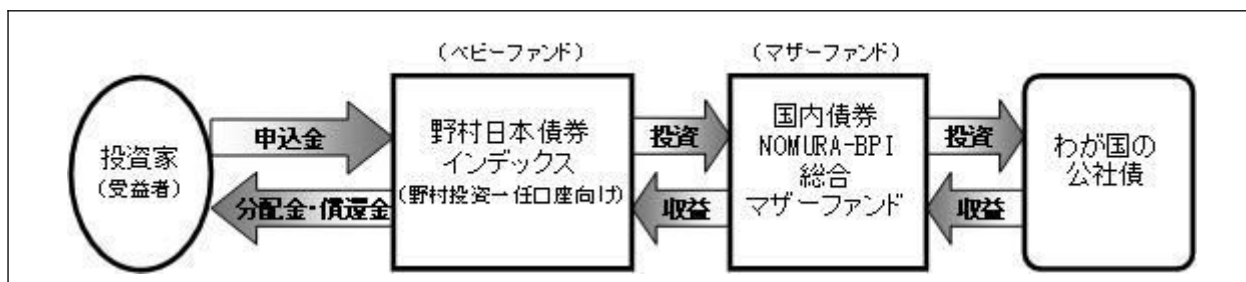 (ベビーファンド)
(マザーファンド)
投資家
(受益者)
申込金
分配金・償還金
野村日本債券
インデックス
(野村投資一任口座向け)
投資
収益
国内債券
NOMURA-BPI
総合
マザーファンド
投資
収益
わが国の
公社債